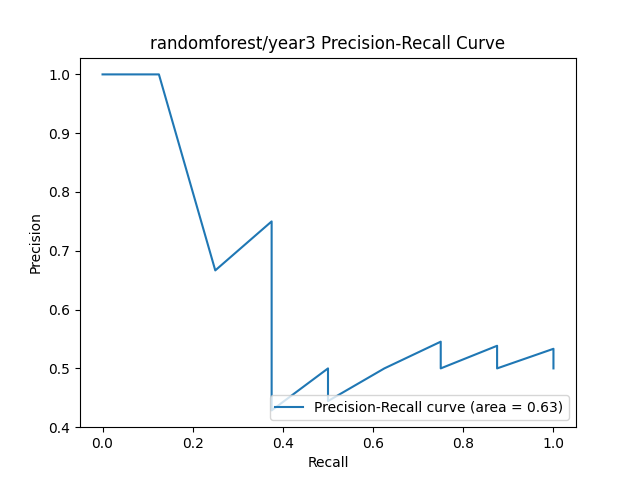 randomforest/year3 Precision-Recall Curve
1.0
0.9
0.8
0.7
0.6
0.5
0.4
Precision
Precision-Recall curve (area = 0.63)
0.0 0.2 0.4 0.6 0.8 1.0
Recall